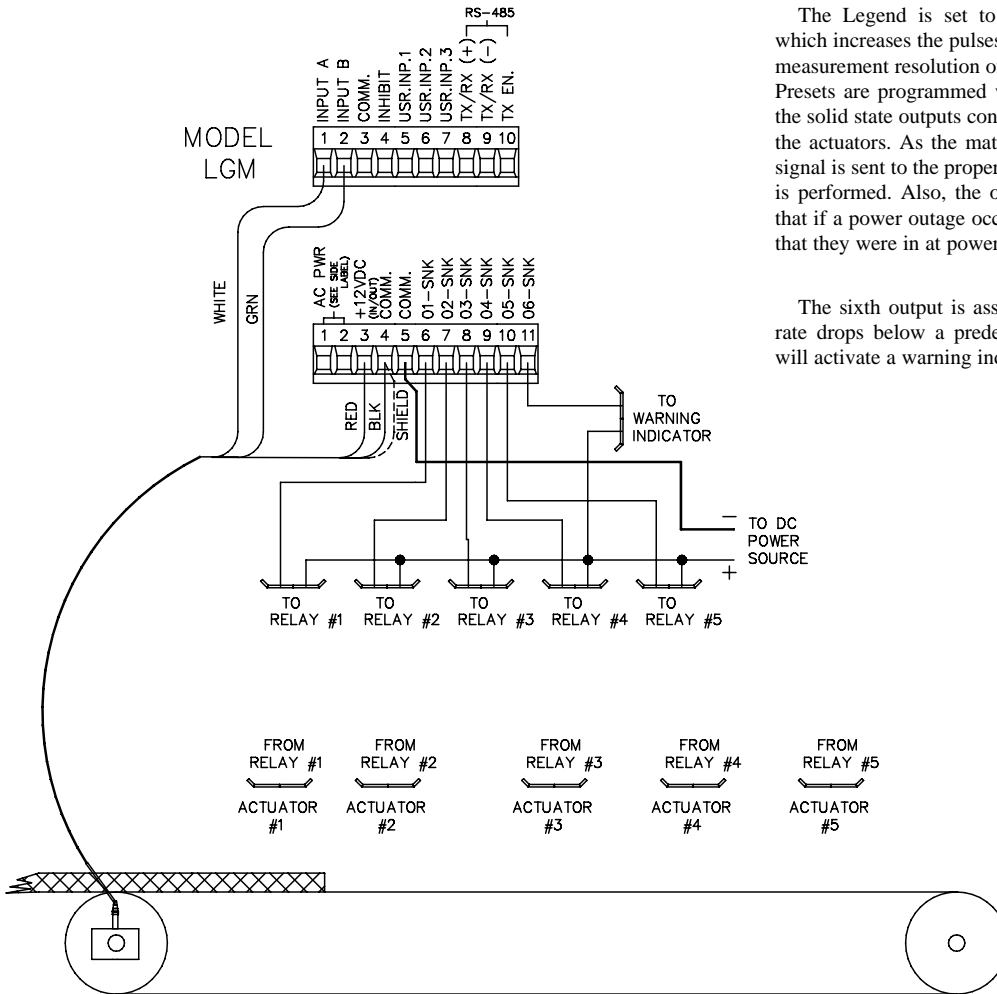 RS-485
INPUT A
INPUT B
COMM.
INHIBIT
USR.INP.1
USR.INP.2
USR.INP.3
TX/RX (+)
TX/RX (-)
TX EN.
1 2 3 4 5 6 7 8 9 10
MODEL
LGM
WHITE
GRN
AC PWR
(SEE SIDE
LABEL)
+12VDC
(IN/OUT)
COMM.
COMM.
O1-SNK
O2-SNK
O3-SNK
O4-SNK
O5-SNK
O6-SNK
1 2 3 4 5 6 7 8 9 10 11
RED
BLK
SHIELD
TO
WARNING
INDICATOR
− TO DC
POWER
SOURCE
+
TO
RELAY #1
TO
RELAY #2
TO
RELAY #3
TO
RELAY #4
TO
RELAY #5
FROM
RELAY #1
ACTUATOR
#1
FROM
RELAY #2
ACTUATOR
#2
FROM
RELAY #3
ACTUATOR
#3
FROM
RELAY #4
ACTUATOR
#4
FROM
RELAY #5
ACTUATOR
#5
The Legend is set to
which increases the pulses
measurement resolution o
Presets are programmed
the solid state outputs con
the actuators. As the mat
signal is sent to the proper
is performed. Also, the o
that if a power outage occ
that they were in at power
The sixth output is ass
rate drops below a prede
will activate a warning in